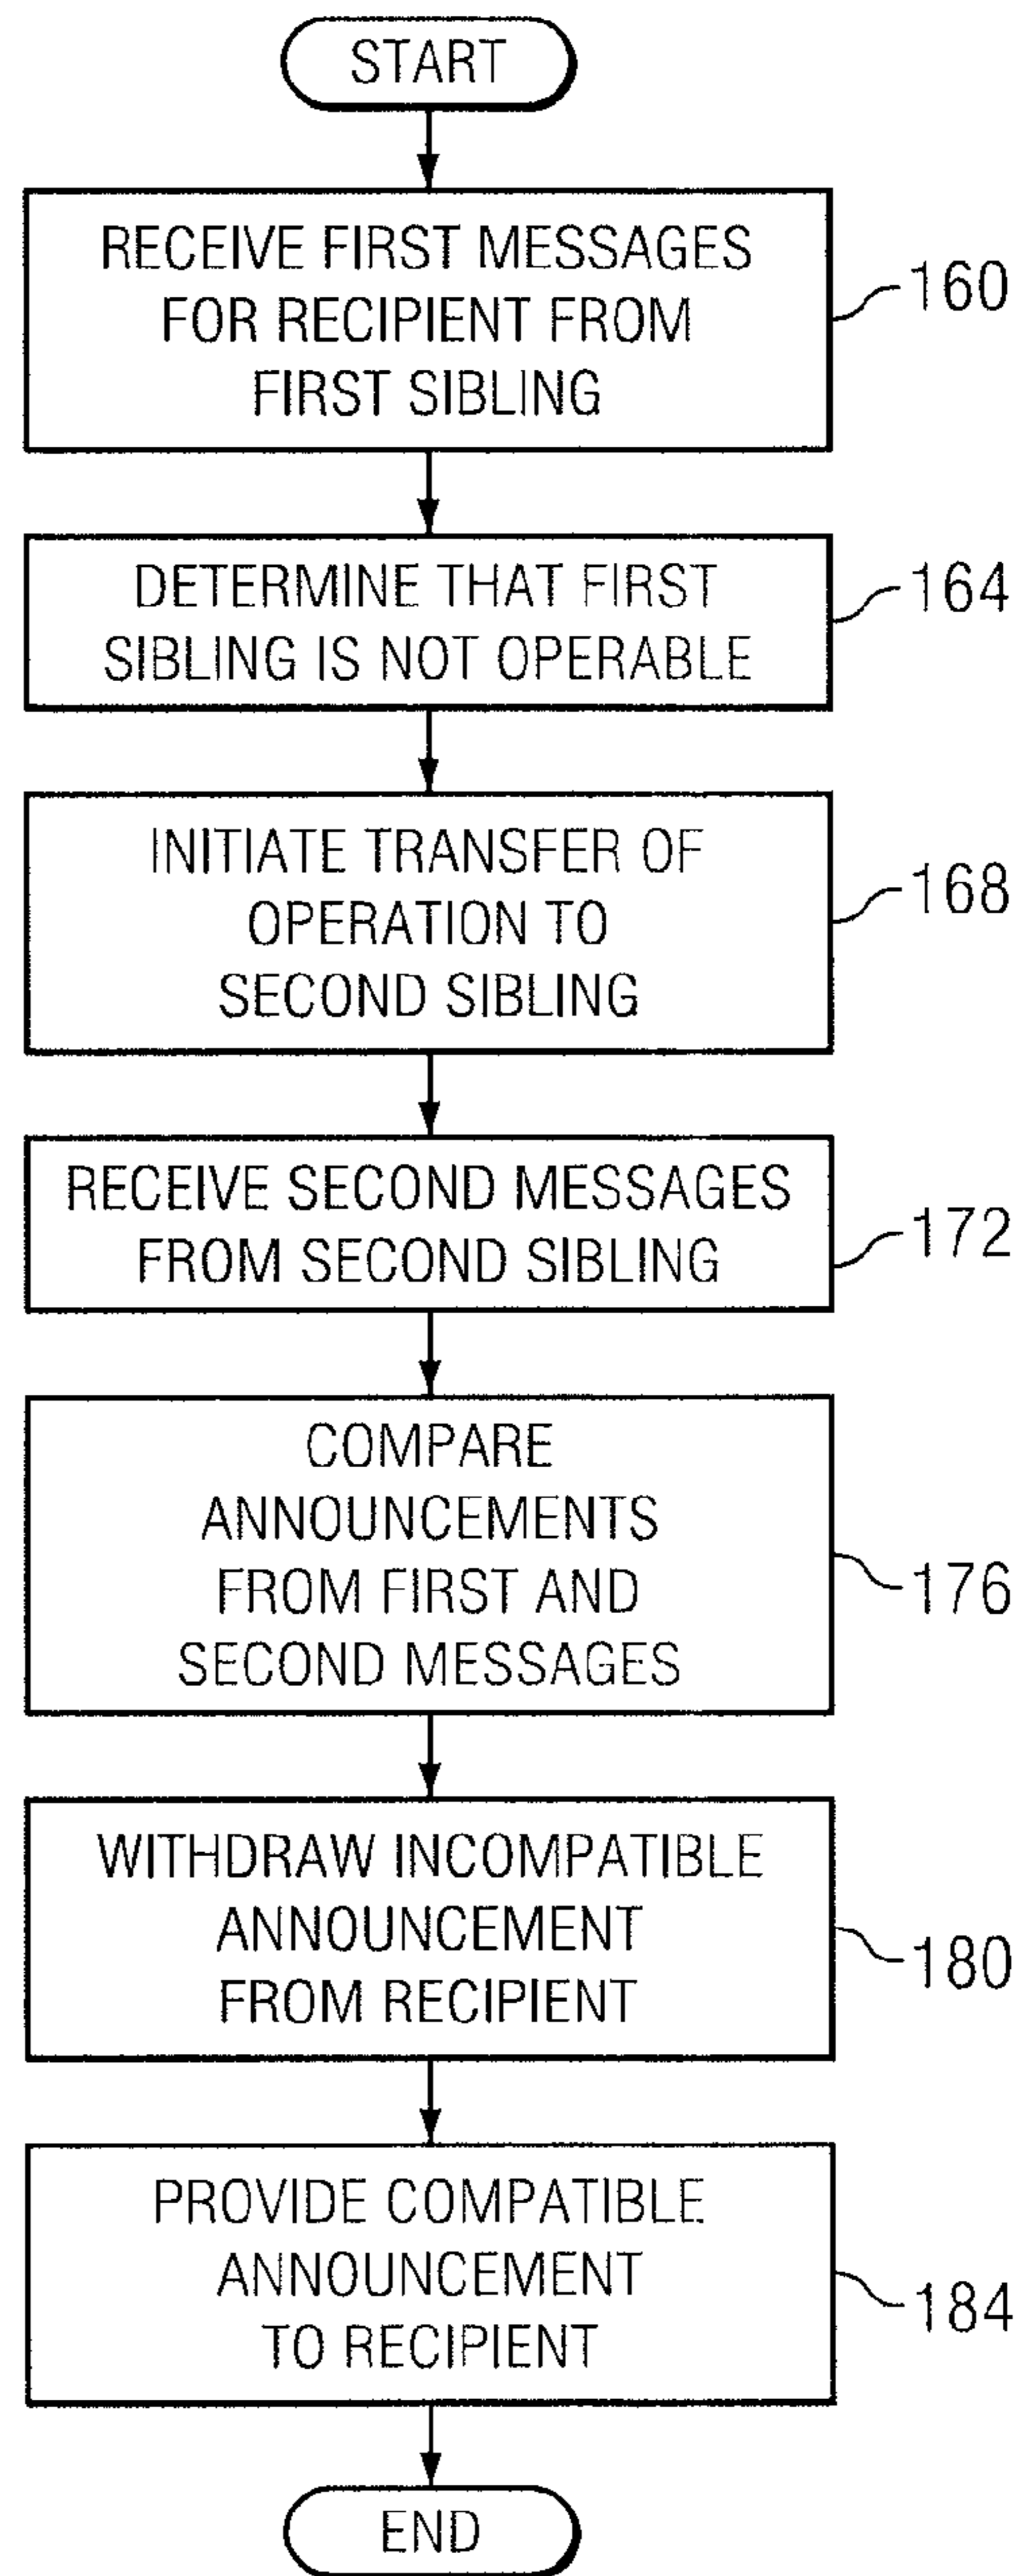 START
RECEIVE FIRST MESSAGES
FOR RECIPIENT FROM
FIRST SIBLING
160
DETERMINE THAT FIRST
SIBLING IS NOT OPERABLE
164
INITIATE TRANSFER OF
OPERATION TO
SECOND SIBLING
168
RECEIVE SECOND MESSAGES
FROM SECOND SIBLING
172
COMPARE
ANNOUNCEMENTS
FROM FIRST AND
SECOND MESSAGES
176
WITHDRAW INCOMPATIBLE
ANNOUNCEMENT
FROM RECIPIENT
180
PROVIDE COMPATIBLE
ANNOUNCEMENT
TO RECIPIENT
184
END